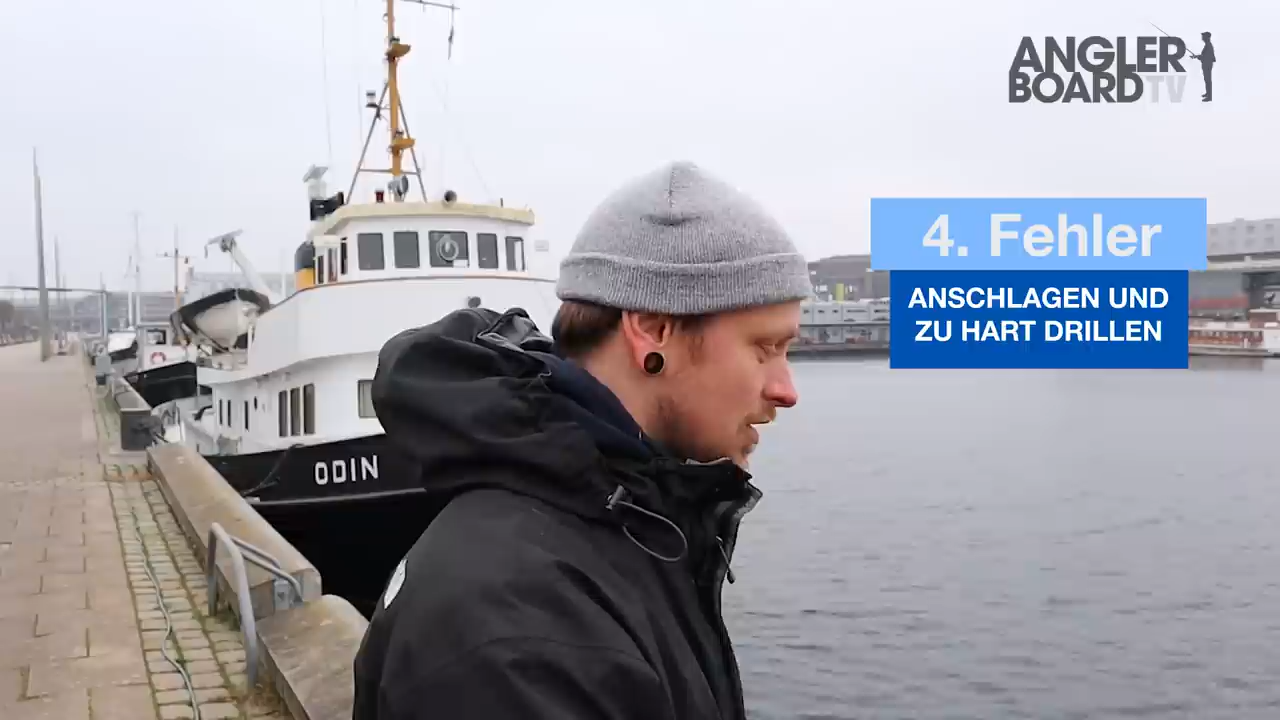 ANGLER
BOARD TV
4. Fehler
ANSCHLAGEN UND
ZU HART DRILLEN
ODIN